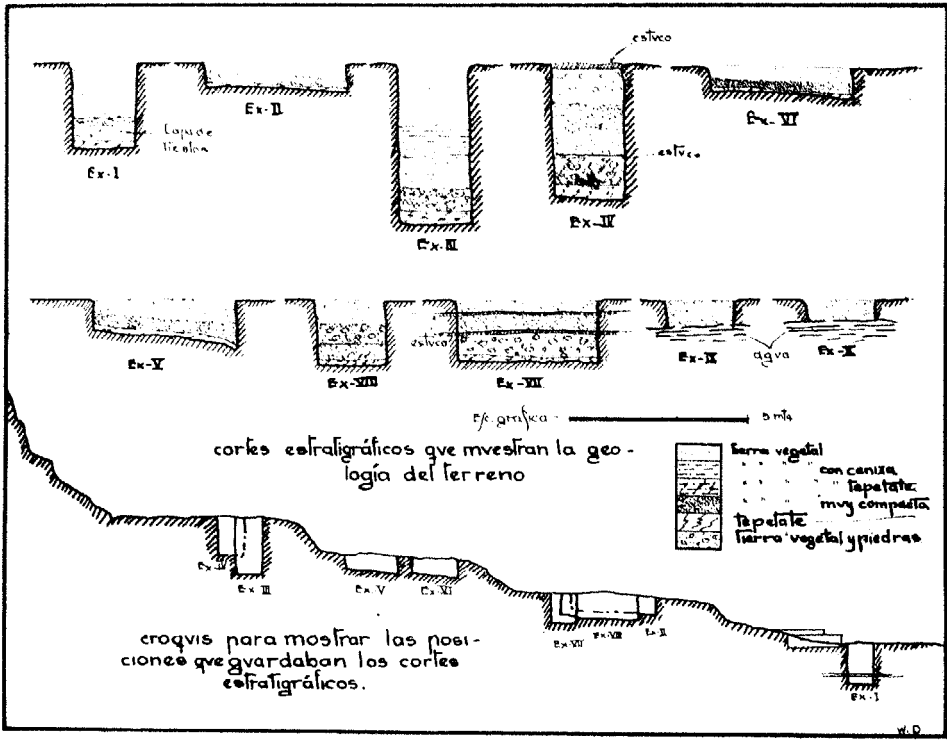 estuco
Ex-I
Capa de
Ex-II
Ex-III
estuco
Ex-IV
Ex-VI
Ex-V
Ex-VIII
estuco
Ex-VII
Ex-IX
agua
Ex-X
Esc. gráfica
5 mts
cortes estratigráficos que muestran la geo-
logía del terreno
tierra vegetal
" " con ceniza
" " " tepetate
" " muy compacta
tepetate
tierra vegetal y piedras
Ex IV
Ex III
Ex-V
Ex-VI
Ex-VII
Ex-VIII
Ex-II
Ex-I
croquis para mostrar las posi-
ciones que guardaban los cortes
estratigráficos.
W.D